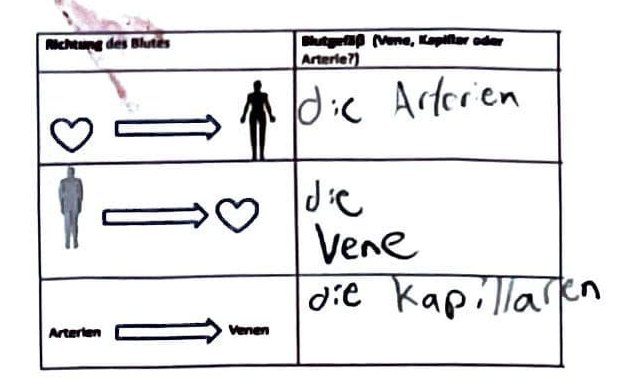 Richtung des Blutes
Blutgefäß (Vene, Kapillar oder
Arterie?)
die Arterien
die
Vene
die Kapillaren
Arterien
Venen